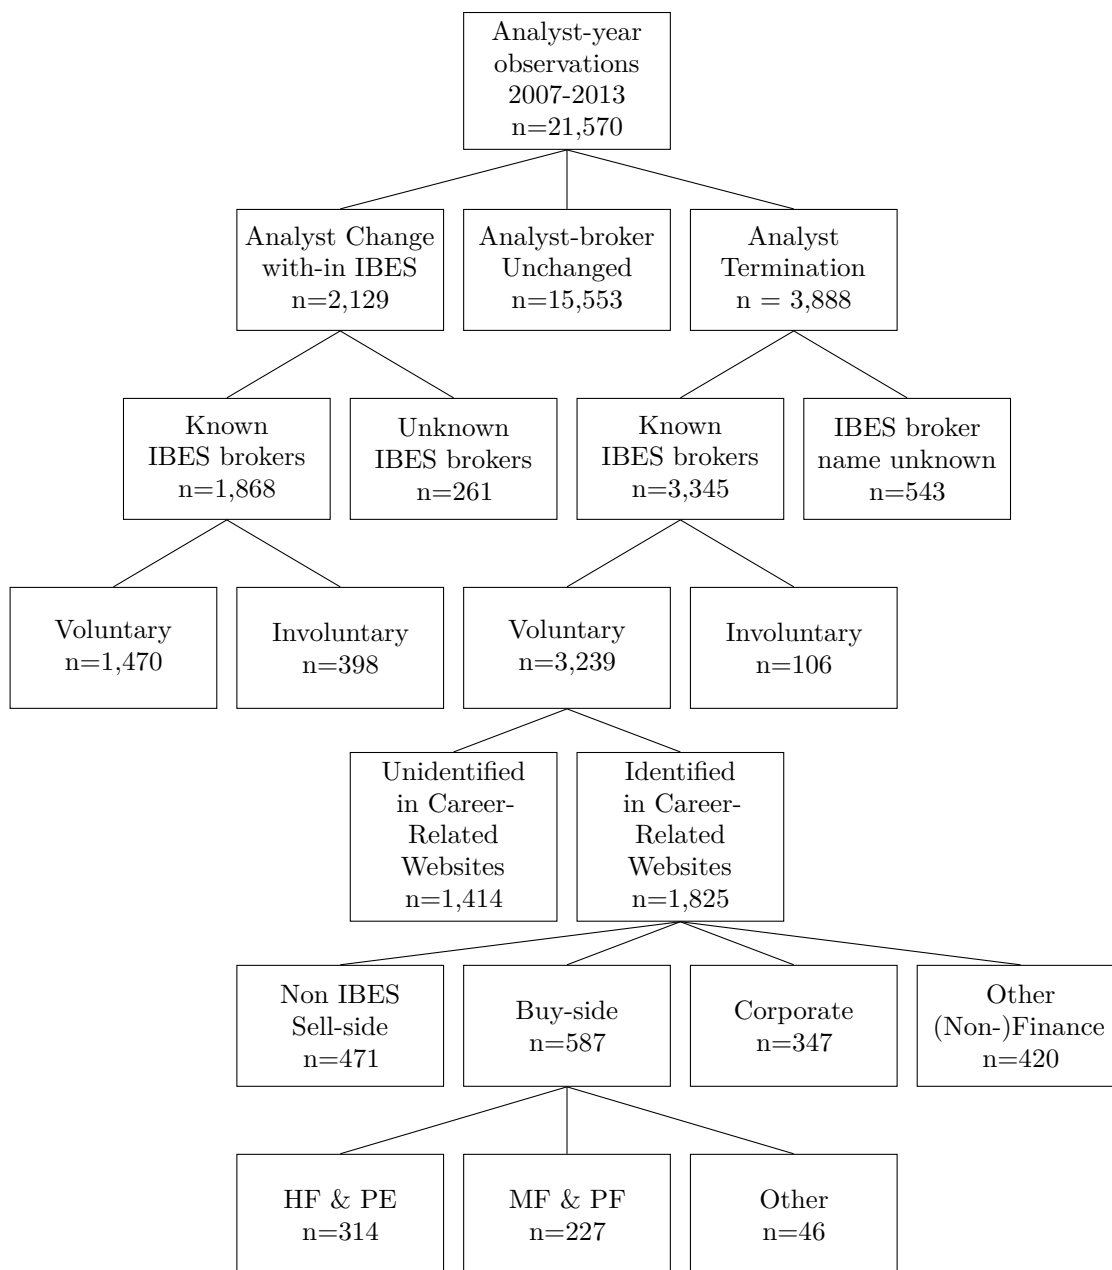 Analyst-year
observations
2007-2013
n=21,570
Analyst Change
with-in IBES
n=2,129
Analyst-broker
Unchanged
n=15,553
Analyst
Termination
n = 3,888
Known
IBES brokers
n=1,868
Unknown
IBES brokers
n=261
Known
IBES brokers
n=3,345
IBES broker
name unknown
n=543
Voluntary
n=1,470
Involuntary
n=398
Voluntary
n=3,239
Involuntary
n=106
Unidentified
in Career-
Related
Websites
n=1,414
Identified
in Career-
Related
Websites
n=1,825
Non IBES
Sell-side
n=471
Buy-side
n=587
Corporate
n=347
Other
(Non-)Finance
n=420
HF & PE
n=314
MF & PF
n=227
Other
n=46